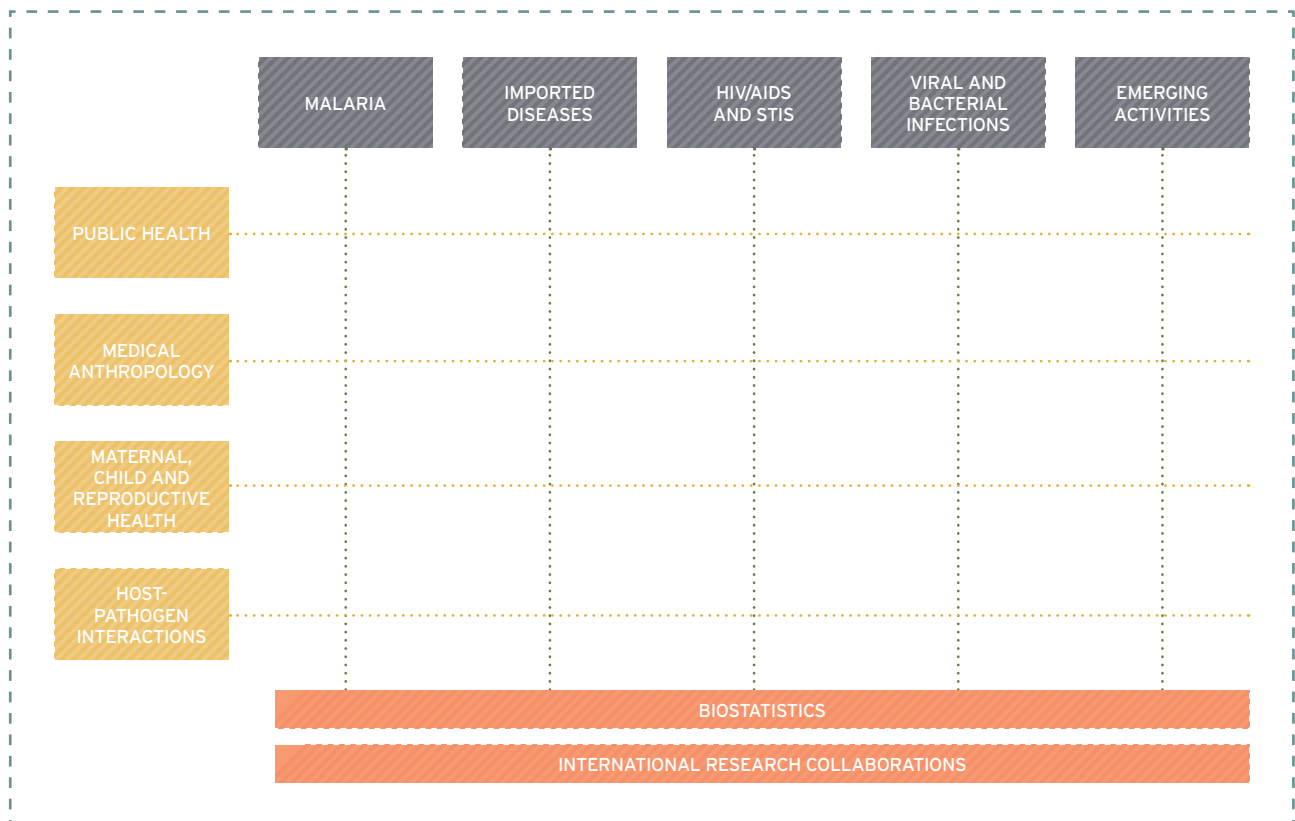 MALARIA
IMPORTED
DISEASES
HIV/AIDS
AND STIS
VIRAL AND
BACTERIAL
INFECTIONS
EMERGING
ACTIVITIES
PUBLIC HEALTH
MEDICAL
ANTHROPOLOGY
MATERNAL,
CHILD AND
REPRODUCTIVE
HEALTH
HOST-
PATHOGEN
INTERACTIONS
BIOSTATISTICS
INTERNATIONAL RESEARCH COLLABORATIONS